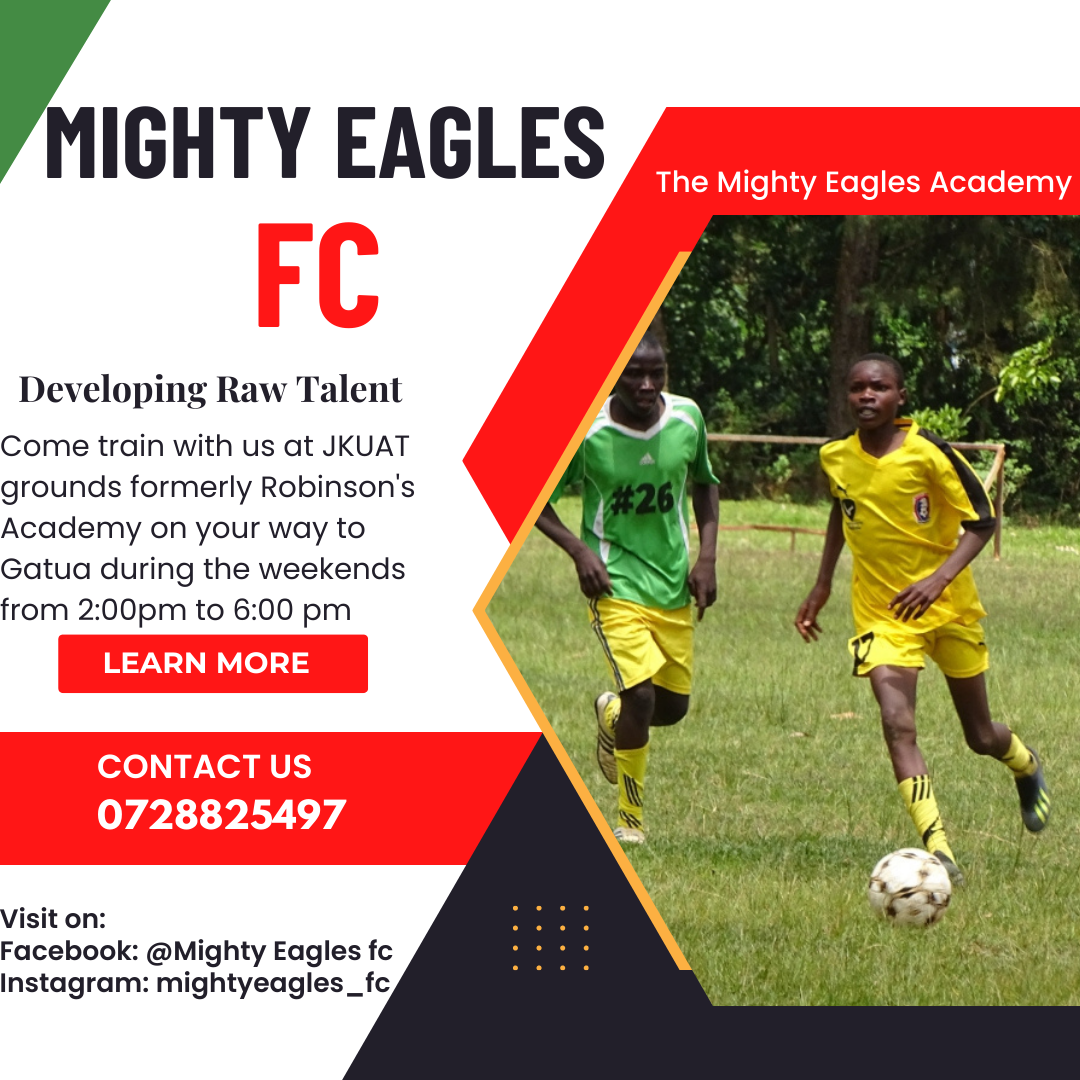 MIGHTY EAGLES
FC
The Mighty Eagles Academy
Developing Raw Talent
Come train with us at JKUAT
grounds formerly Robinson's
Academy on your way to
Gatua during the weekends
from 2:00pm to 6:00 pm
LEARN MORE
CONTACT US
0728825497
Visit on:
Facebook: @Mighty Eagles fc
Instagram: mightyeagles_fc
#26
17